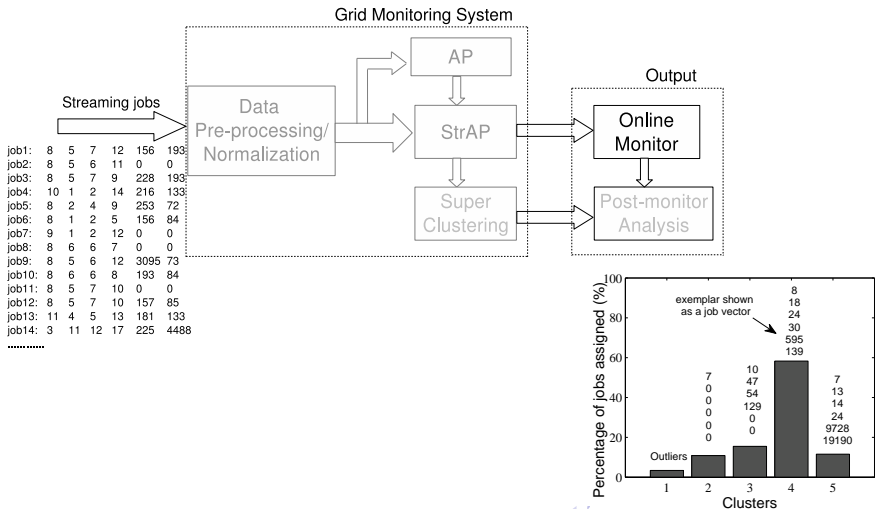 Grid Monitoring System
AP
Output
Streaming jobs
Data
Pre-processing/
Normalization
StrAP
Online
Monitor
Super
Clustering
Post-monitor
Analysis
job1: 8 5 7 12 156 193
job2: 8 5 6 11 0 0
job3: 8 5 7 9 228 193
job4: 10 1 2 14 216 133
job5: 8 2 4 9 253 72
job6: 8 1 2 5 156 84
job7: 9 1 2 12 0 0
job8: 8 6 6 7 0 0
job9: 8 5 6 12 3095 73
job10: 8 6 6 8 193 84
job11: 8 5 7 10 0 0
job12: 8 5 7 10 157 85
job13: 11 4 5 13 181 133
job14: 3 11 12 17 225 4488
............
Percentage of jobs assigned (%)
100
80
60
40
20
0
exemplar shown
as a job vector
Outliers
7
0
0
0
0
0
10
47
54
129
0
0
8
18
24
30
595
139
7
13
14
24
9728
19190
1 2 3 4 5
Clusters